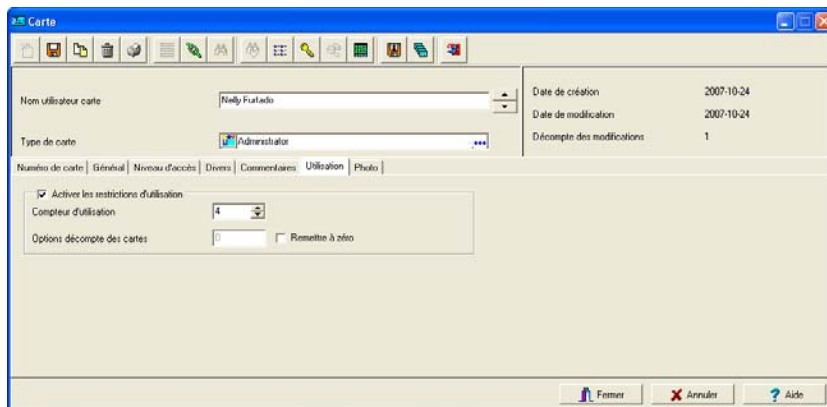 Carte
Nom utilisateur carte
Nelly Furtado
Date de création 2007-10-24
Date de modification 2007-10-24
Type de carte
Administrator
Décompte des modifications 1
Numéro de carte Général Niveau d'accès Divers Commentaires Utilisation Photo
Activer les restrictions d'utilisation
Compteur d'utilisation 4
Options décompte des cartes 0 Remettre à zéro
Fermer Annuler ? Aide